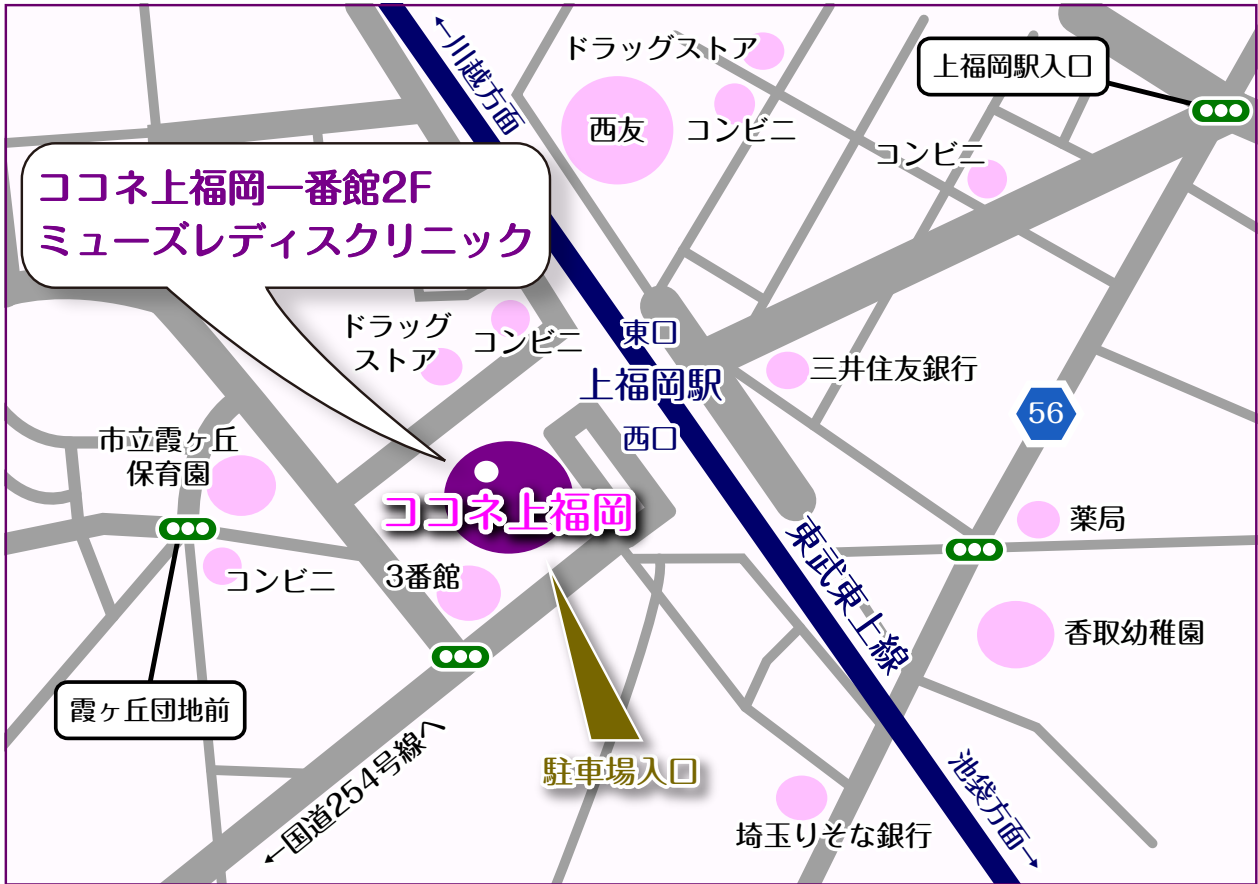 ←川越方面
ドラッグストア
西友
コンビニ
上福岡駅入口
コンビニ
ココネ上福岡一番館2F
ミューズレディスクリニック
ドラッグ
ストア
コンビニ
東口
上福岡駅
西口
三井住友銀行
56
市立霞ヶ丘
保育園
ココネ上福岡
薬局
コンビニ
3番館
東武東上線
香取幼稚園
霞ヶ丘団地前
←国道254号線へ
駐車場入口
池袋方面→
埼玉りそな銀行